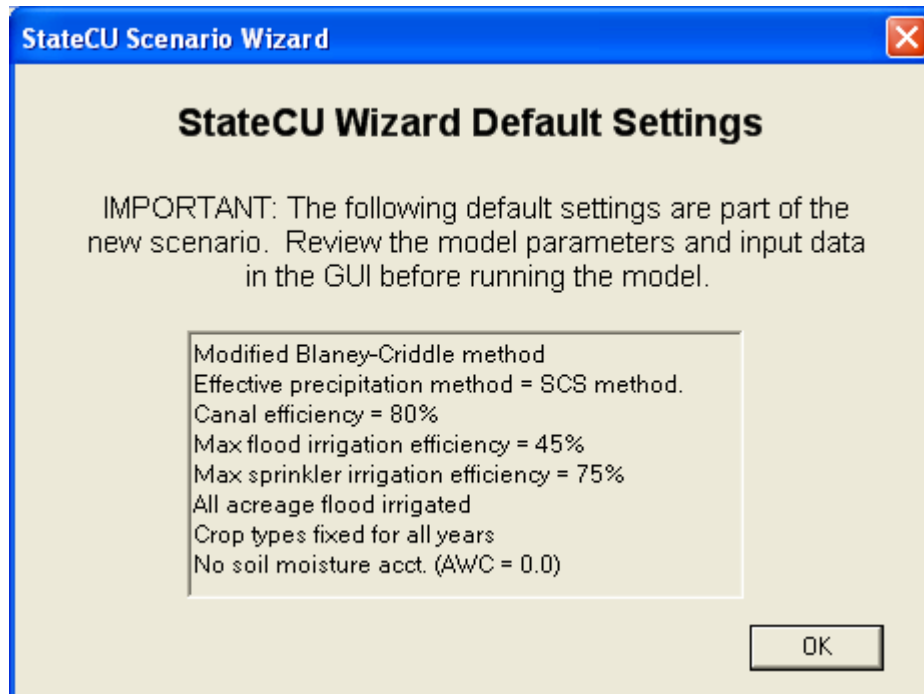 StateCU Scenario Wizard
StateCU Wizard Default Settings
IMPORTANT: The following default settings are part of the
new scenario. Review the model parameters and input data
in the GUI before running the model.
Modified Blaney-Criddle method
Effective precipitation method = SCS method.
Canal efficiency = 80%
Max flood irrigation efficiency = 45%
Max sprinkler irrigation efficiency = 75%
All acreage flood irrigated
Crop types fixed for all years
No soil moisture acct. (AWC = 0.0)
OK